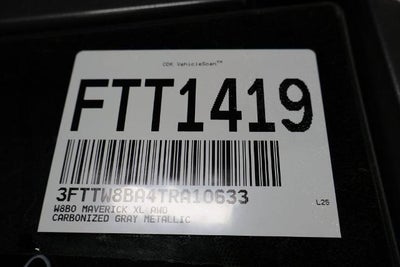 CDK VehicleScan™
FTT1419
3FTTW8BA4TRA10633
L25
W8B0 MAVERICK XL AWD
CARBONIZED GRAY METALLIC